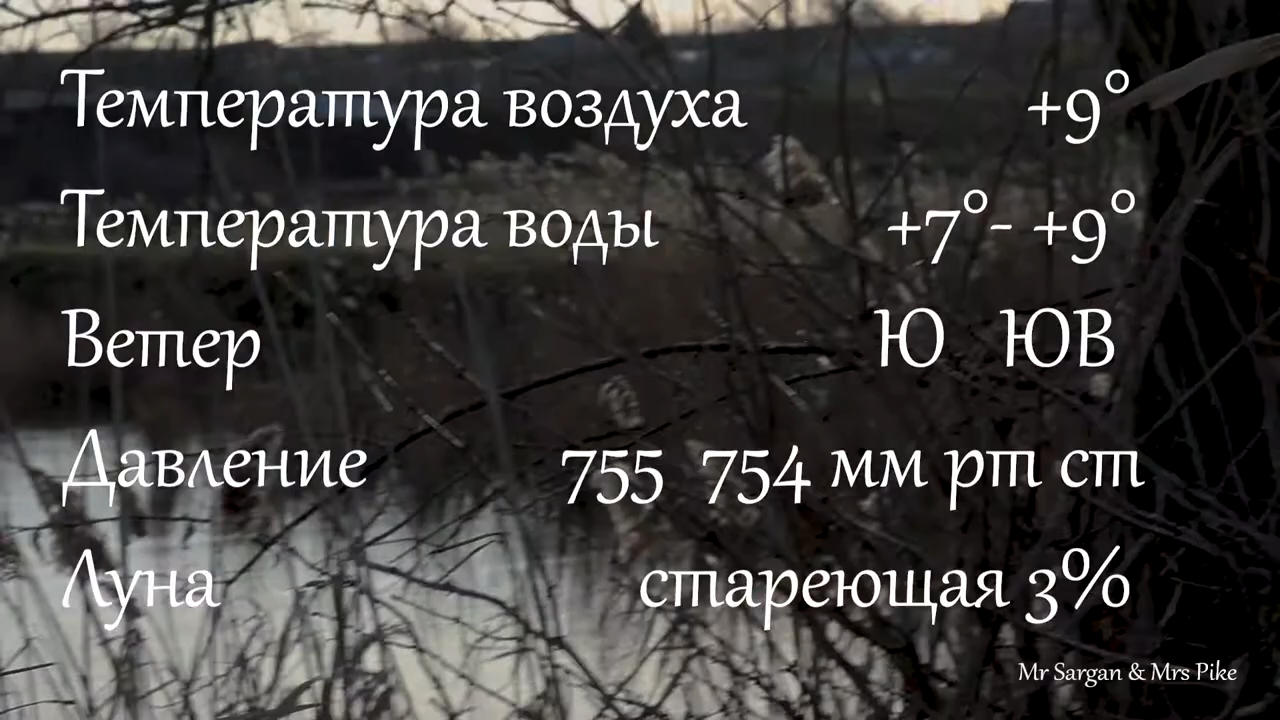 Температура воздуха +9°
Температура воды +7°- +9°
Ветер Ю ЮВ
Давление 755 754 мм рт ст
Луна стареющая 3%
Mr Sargan & Mrs Pike